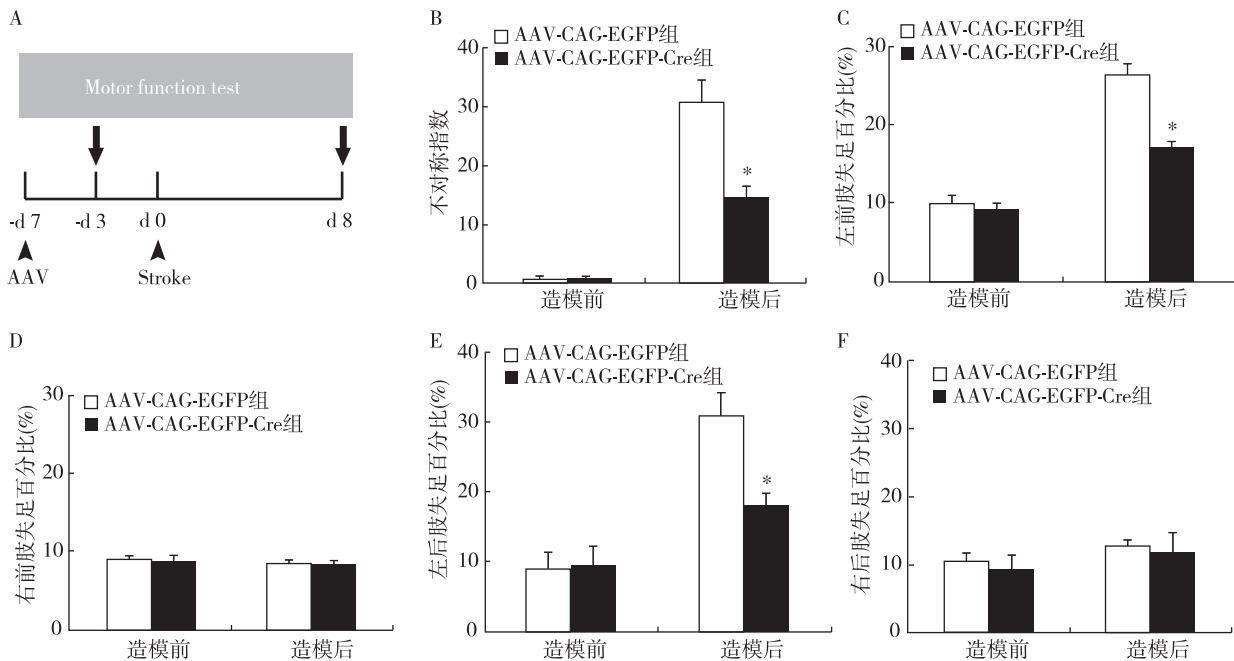 A
Motor function test
-d 7
-d 3
d 0
d 8
AAV
Stroke
B
AAV-CAG-EGFP组
AAV-CAG-EGFP-Cre组
不对称指数
40
30
20
10
0
*
造模前
造模后
C
AAV-CAG-EGFP组
AAV-CAG-EGFP-Cre组
左前肢失足百分比(%)
30
20
10
0
*
造模前
造模后
D
AAV-CAG-EGFP组
AAV-CAG-EGFP-Cre组
右前肢失足百分比(%)
30
20
10
0
造模前
造模后
E
AAV-CAG-EGFP组
AAV-CAG-EGFP-Cre组
左后肢失足百分比(%)
40
30
20
10
0
*
造模前
造模后
F
AAV-CAG-EGFP组
AAV-CAG-EGFP-Cre组
右后肢失足百分比(%)
40
30
20
10
0
造模前
造模后